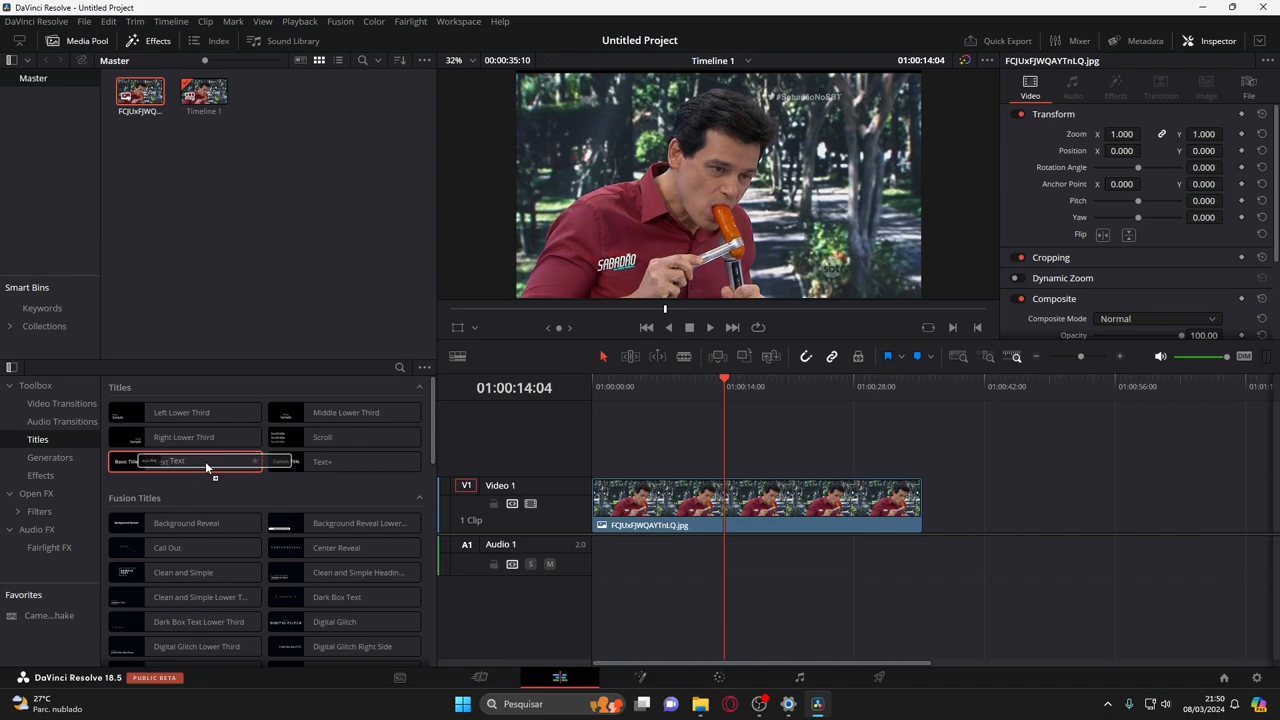 DaVinci Resolve - Untitled Project
DaVinci Resolve File Edit Trim Timeline Clip Mark View Playback Fusion Color Fairlight Workspace Help
Media Pool Effects Index Sound Library Untitled Project Quick Export Mixer Metadata Inspector
Master 32% 00:00:35:10 Timeline 1 01:00:14:04 FCJUxFJWQAYTnLQ.jpg
Master
FCJUxFJWQ... Timeline 1
Video Audio Effects Transition Image File
#SabadãoNoSBT
SABADÃO
Transform
Zoom X 1.000 Y 1.000
Position X 0.000 Y 0.000
Rotation Angle 0.000
Anchor Point X 0.000 Y 0.000
Pitch 0.000
Yaw 0.000
Flip
Cropping
Dynamic Zoom
Composite
Composite Mode Normal
Opacity 100.00
Smart Bins
Keywords
Collections
Toolbox
Video Transitions
Audio Transitions
Titles
Generators
Effects
Open FX
Filters
Audio FX
Fairlight FX
Favorites
Came...hake
Titles
Left Lower Third Middle Lower Third
Right Lower Third Scroll
Basic Title Text Text+
Fusion Titles
Background Reveal Background Reveal Lower...
Call Out Center Reveal
Clean and Simple Clean and Simple Headin...
Clean and Simple Lower T... Dark Box Text
Dark Box Text Lower Third Digital Glitch
Digital Glitch Lower Third Digital Glitch Right Side
DIM
01:00:14:04 01:00:00:00 01:00:14:00 01:00:28:00 01:00:42:00 01:00:56:00 01:00:1
V1 Video 1
1 Clip
FCJUxFJWQAYTnLQ.jpg
A1 Audio 1 2.0
S M
DaVinci Resolve 18.5 PUBLIC BETA
27°C
Parc. nublado
Pesquisar
21:50
08/03/2024